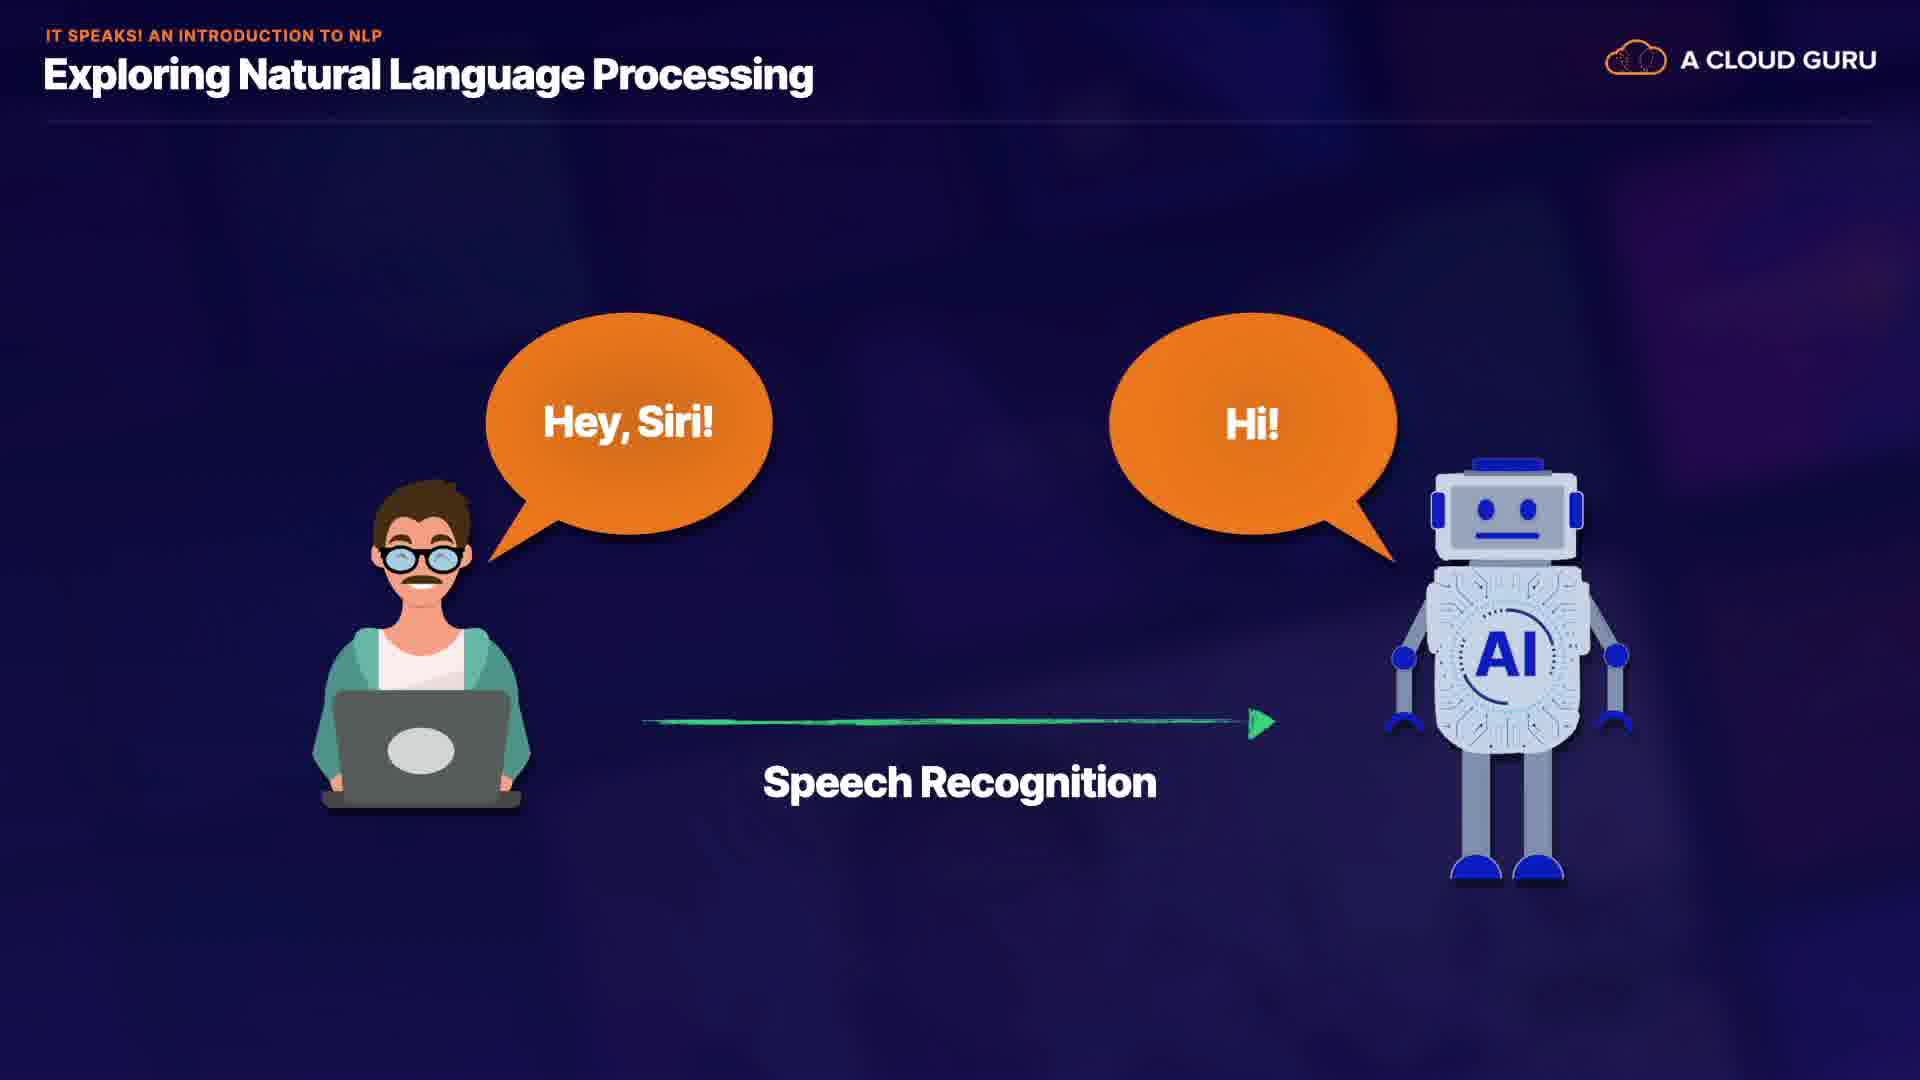 IT SPEAKS! AN INTRODUCTION TO NLP
Exploring Natural Language Processing
A CLOUD GURU
Hey, Siri!
Hi!
AI
Speech Recognition